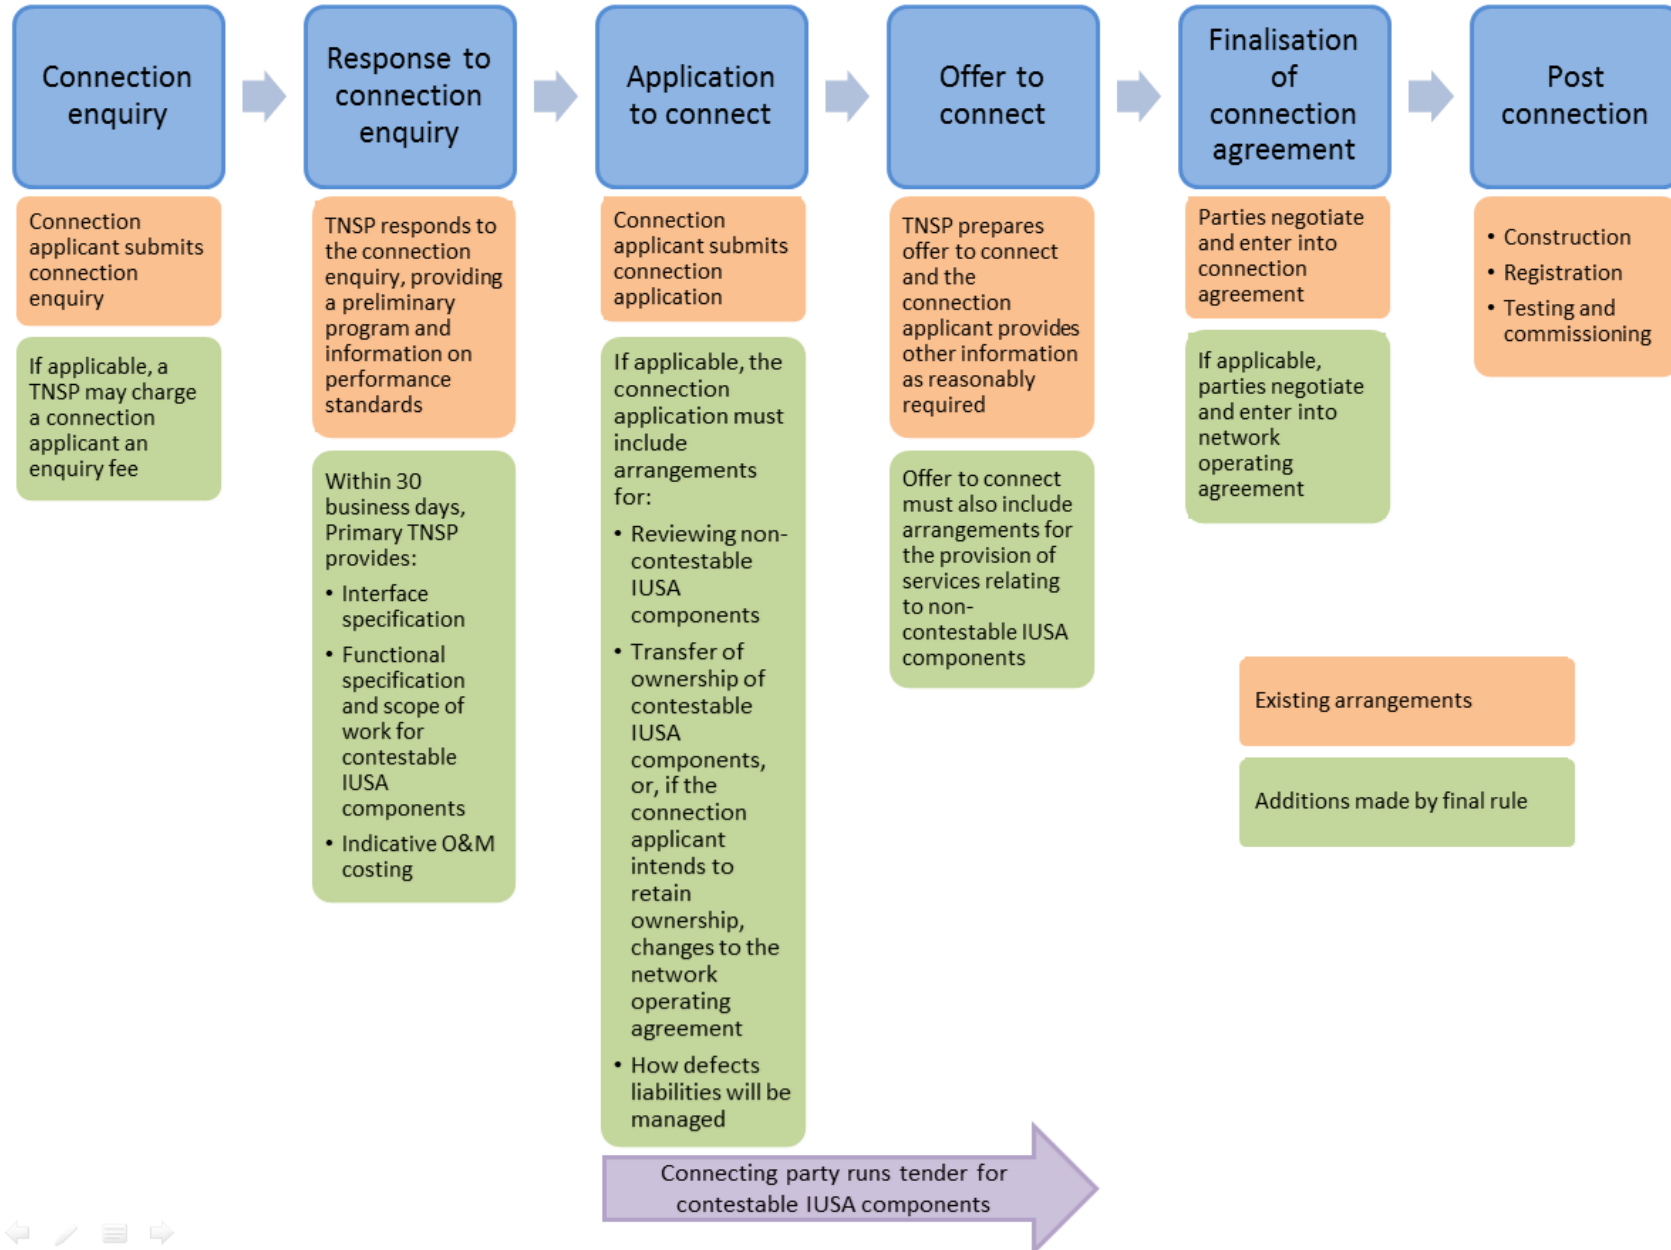 Connection
enquiry
Response to
connection
enquiry
Application
to connect
Offer to
connect
Finalisation
of
connection
agreement
Post
connection
Connection
applicant submits
connection
enquiry
If applicable, a
TNSP may charge
a connection
applicant an
enquiry fee
TNSP responds to
the connection
enquiry, providing
a preliminary
program and
information on
performance
standards
Within 30
business days,
Primary TNSP
provides:
• Interface
specification
• Functional
specification
and scope of
work for
contestable
IUSA
components
• Indicative O&M
costing
Connection
applicant submits
connection
application
If applicable, the
connection
application must
include
arrangements
for:
• Reviewing non-
contestable
IUSA
components
• Transfer of
ownership of
contestable
IUSA
components,
or, if the
connection
applicant
intends to
retain
ownership,
changes to the
network
operating
agreement
• How defects
liabilities will be
managed
TNSP prepares
offer to connect
and the
connection
applicant provides
other information
as reasonably
required
Offer to connect
must also include
arrangements for
the provision of
services relating
to non-
contestable IUSA
components
Parties negotiate
and enter into
connection
agreement
If applicable,
parties negotiate
and enter into
network
operating
agreement
• Construction
• Registration
• Testing and
commissioning
Existing arrangements
Additions made by final rule
Connecting party runs tender for
contestable IUSA components